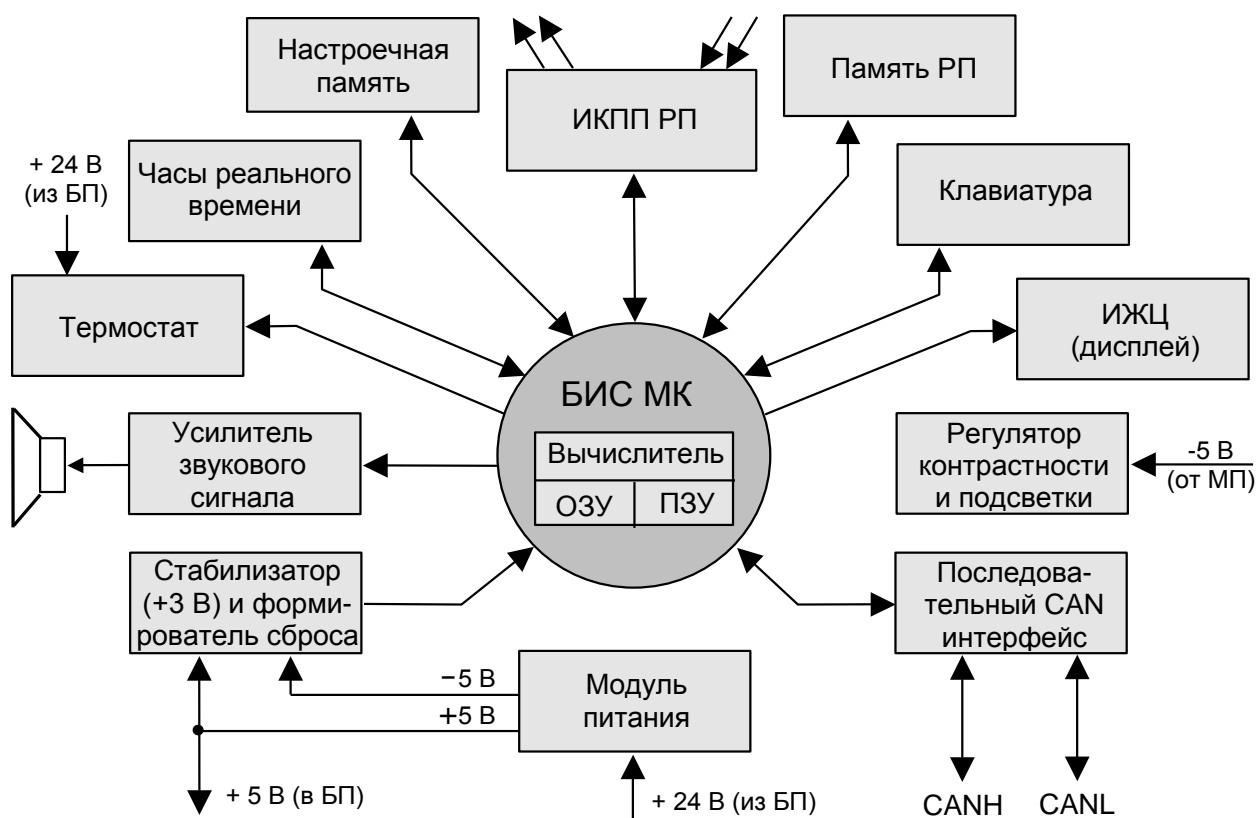 Настроечная
память
ИКПП РП
Память РП
+ 24 В
(из БП)
Часы реального
времени
Клавиатура
Термостат
ИЖЦ
(дисплей)
БИС МК
Вычислитель
ОЗУ
ПЗУ
Усилитель
звукового
сигнала
Регулятор
контрастности
и подсветки
-5 В
(от МП)
Стабилизатор
(+3 В) и форми-
рователь сброса
Последова-
тельный CAN
интерфейс
−5 В
+5 В
Модуль
питания
+ 5 В (в БП)
+ 24 В (из БП)
CANH
CANL